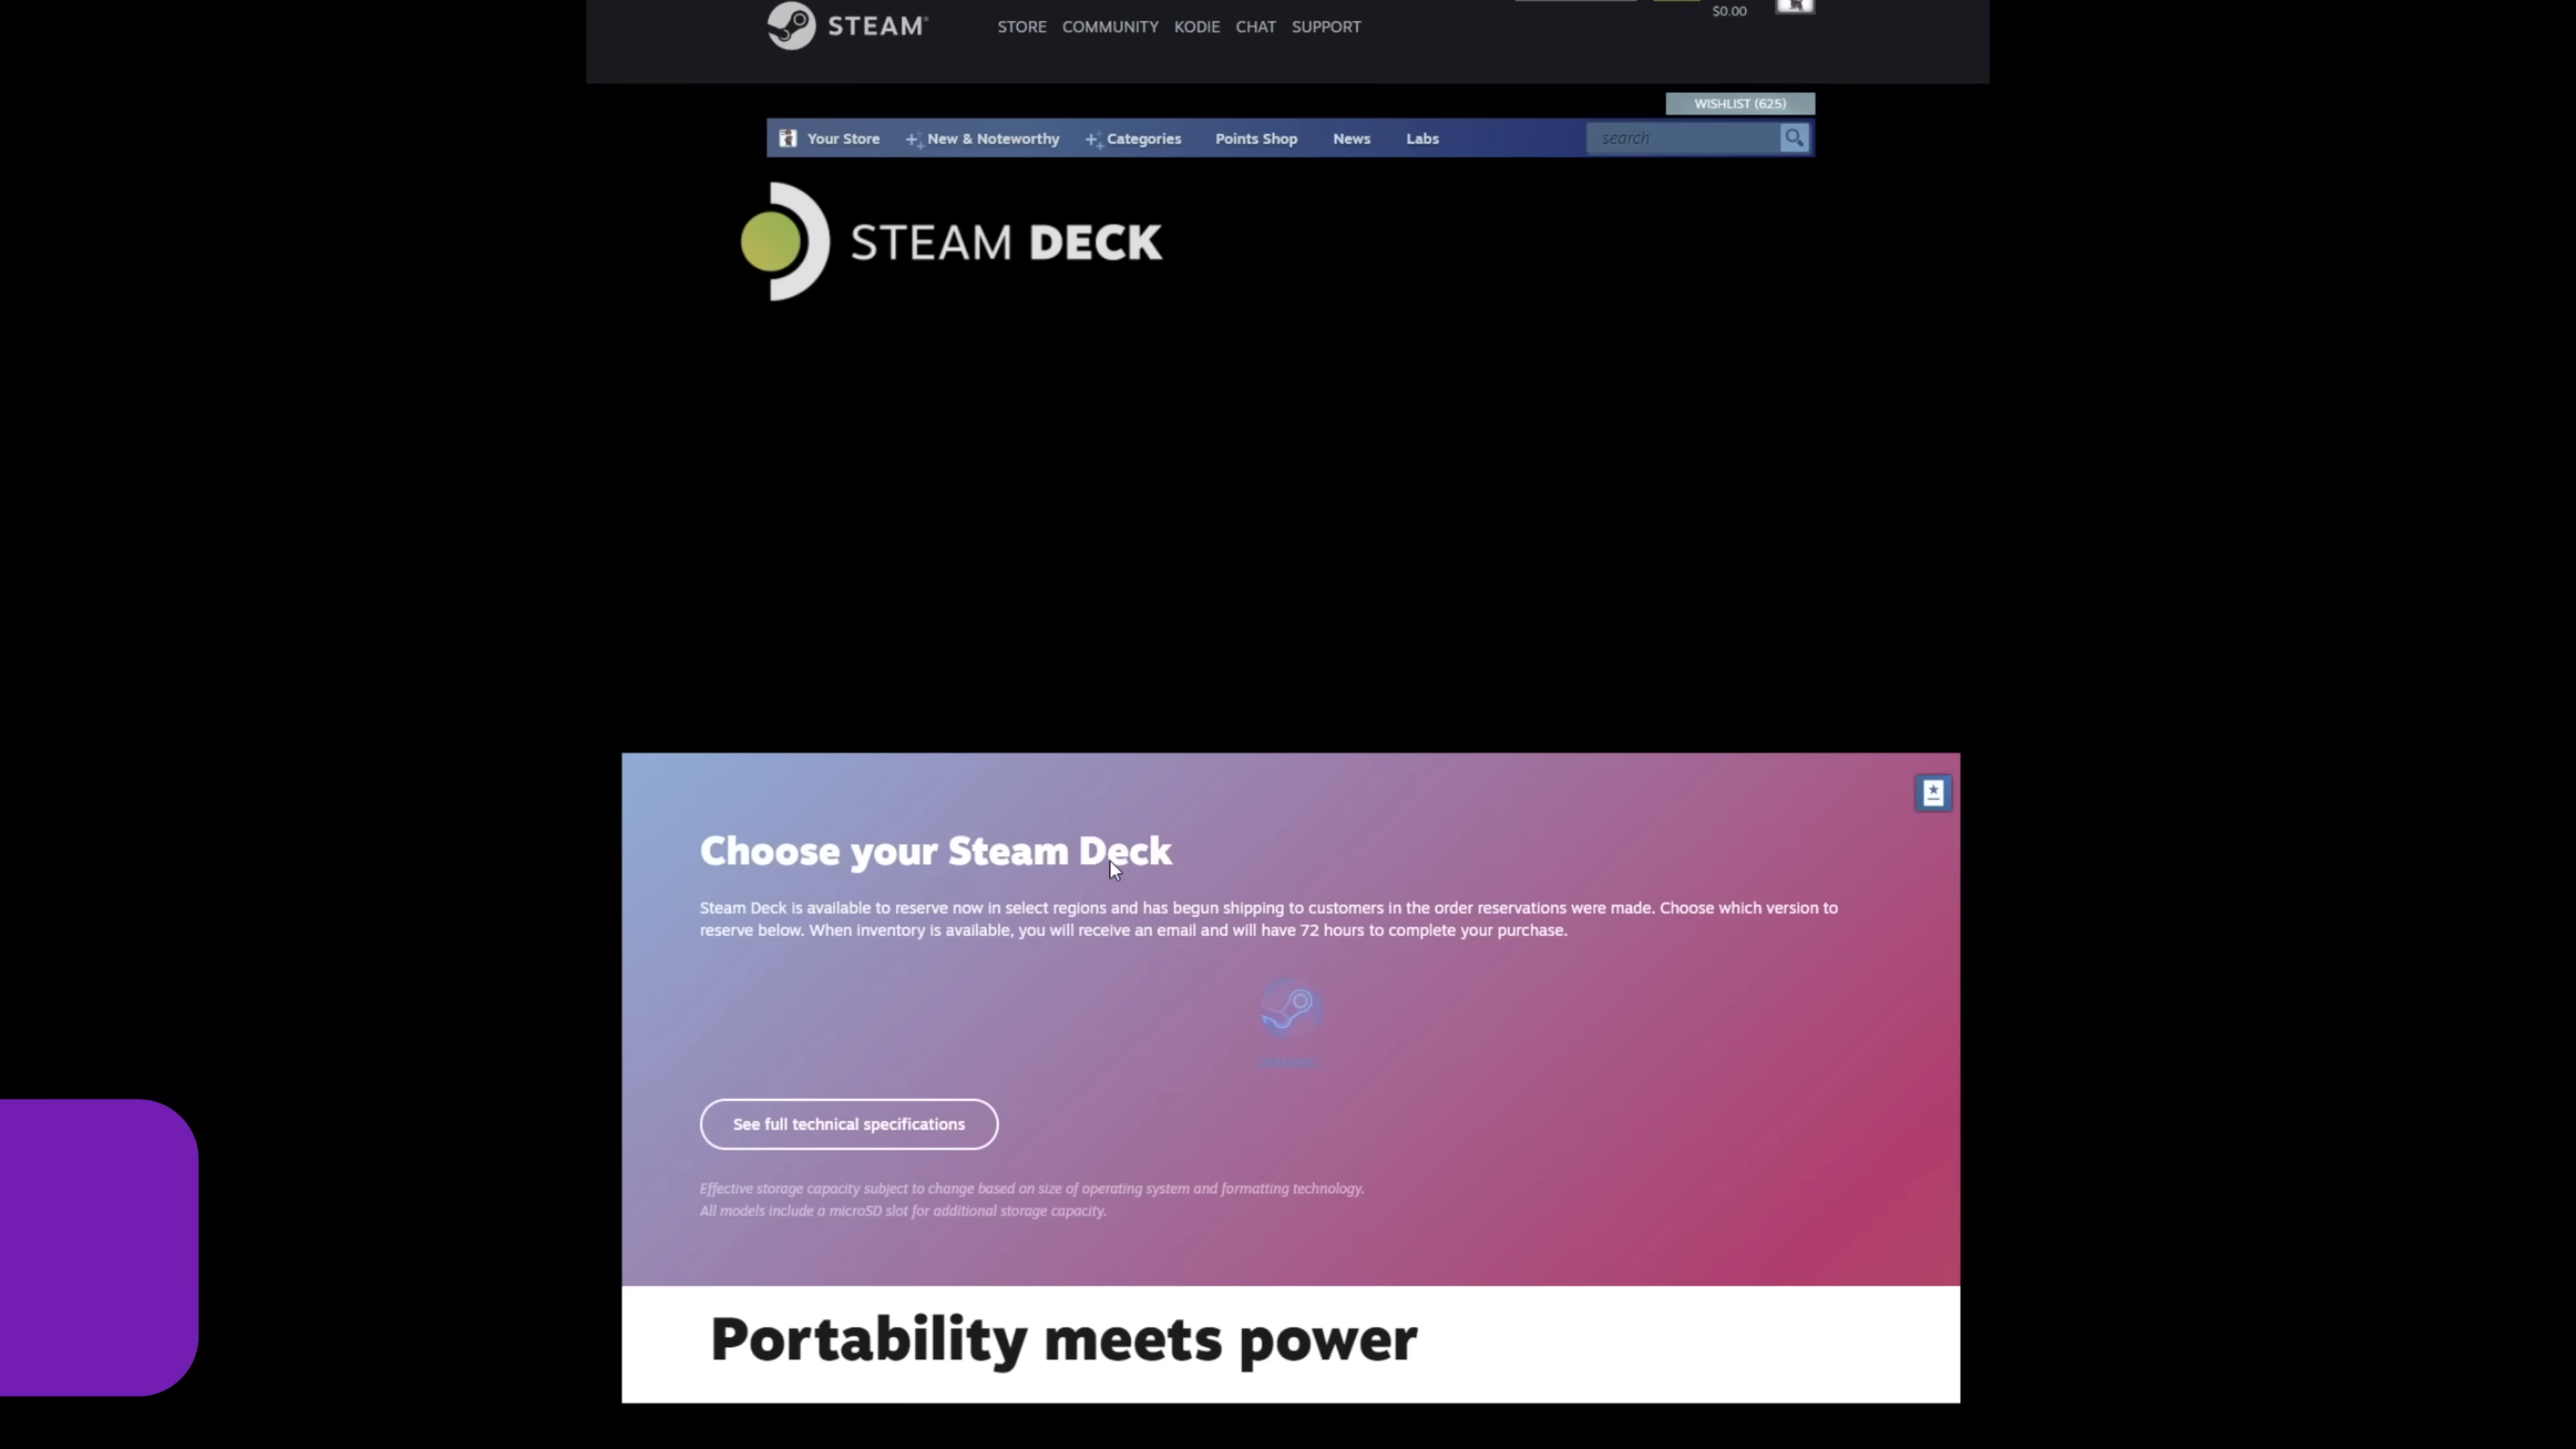 $0.00
STEAM® STORE COMMUNITY KODIE CHAT SUPPORT
WISHLIST (625)
Your Store New & Noteworthy Categories Points Shop News Labs search
STEAM DECK
Choose your Steam Deck
Steam Deck is available to reserve now in select regions and has begun shipping to customers in the order reservations were made. Choose which version to
reserve below. When inventory is available, you will receive an email and will have 72 hours to complete your purchase.
See full technical specifications
Effective storage capacity subject to change based on size of operating system and formatting technology.
All models include a microSD slot for additional storage capacity.
Portability meets power